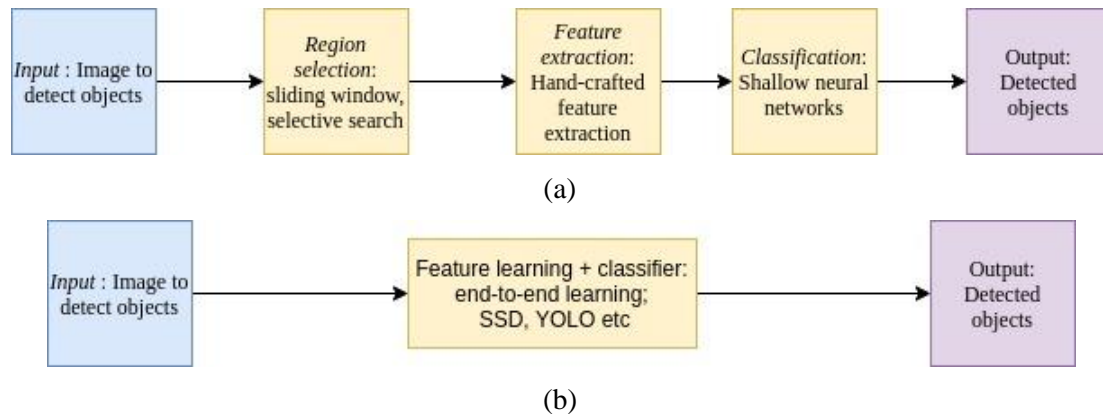 Input : Image to
detect objects
Region
selection:
sliding window,
selective search
Feature
extraction:
Hand-crafted
feature
extraction
Classification:
Shallow neural
networks
Output:
Detected
objects
(a)
Input : Image to
detect objects
Feature learning + classifier:
end-to-end learning;
SSD, YOLO etc
Output:
Detected
objects
(b)